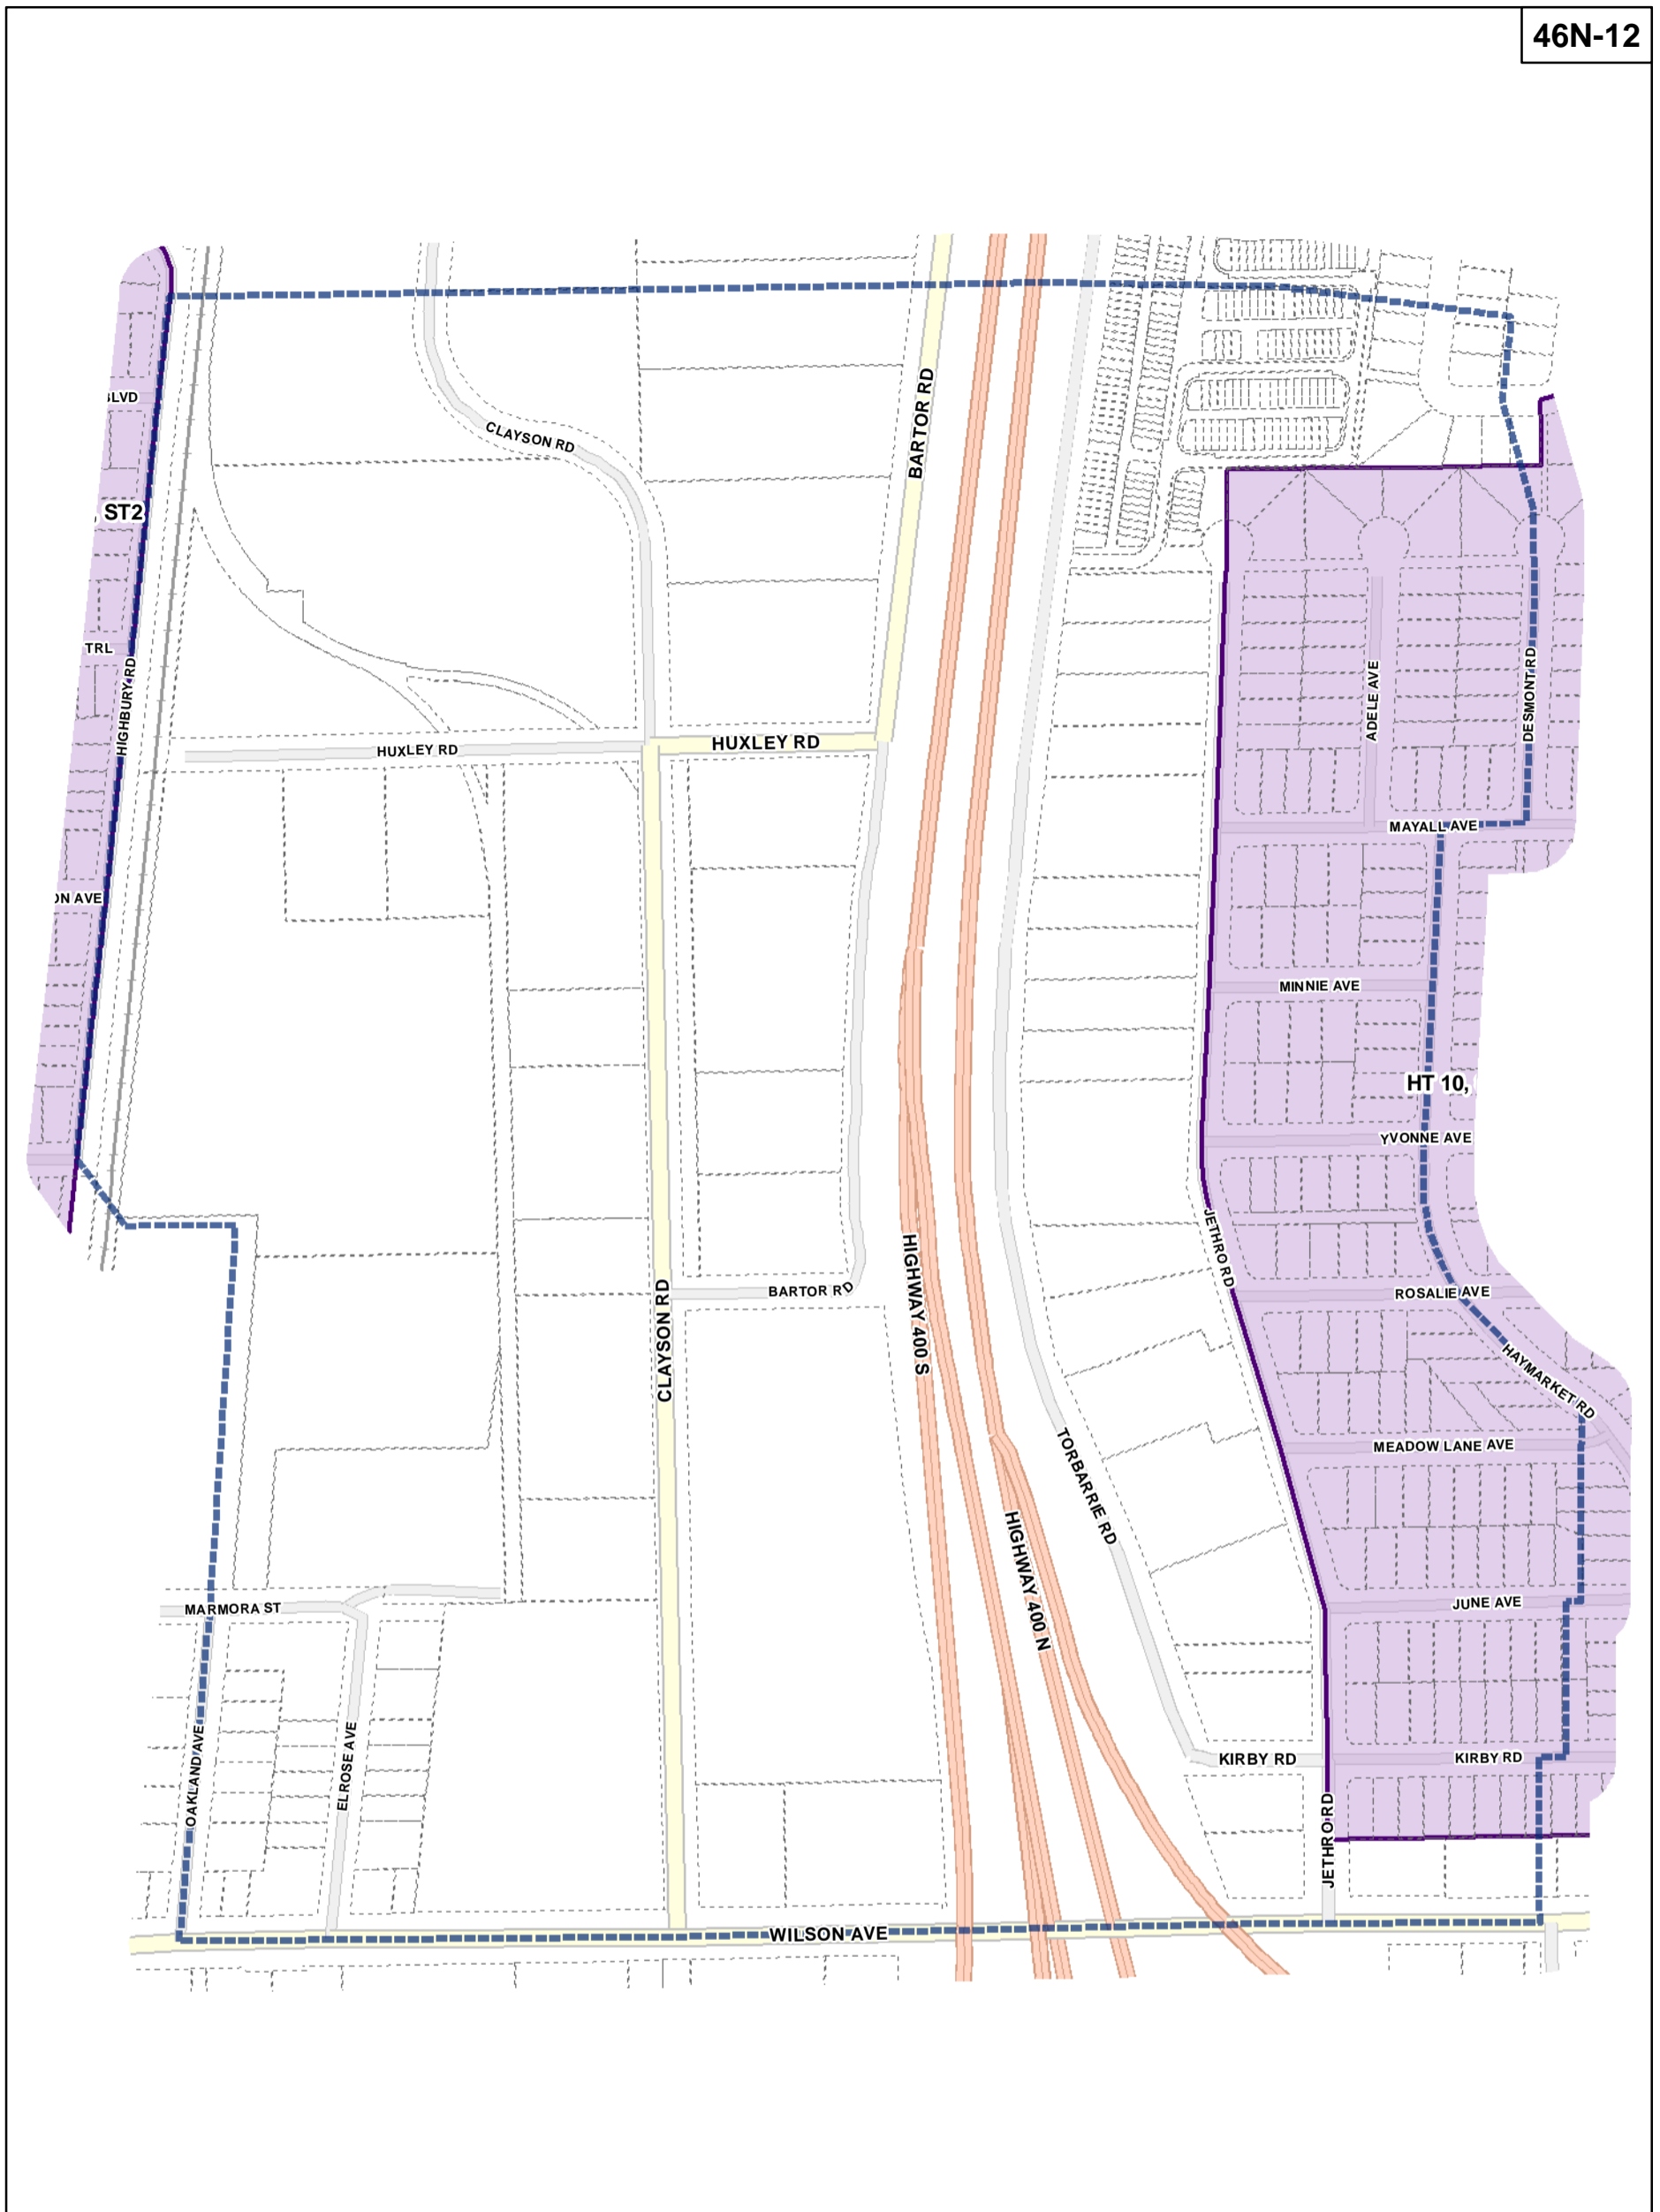 46N-12
BARTOR RD
BLVD
CLAYSON RD
ST2
TRL
HIGHBURY RD
ADELE AVE
DESMONT RD
HUXLEY RD
HUXLEY RD
MAYALL AVE
ON AVE
MINNIE AVE
HT 10,
YVONNE AVE
JETHRO RD
BARTOR RD
ROSALIE AVE
HIGHWAY 400 S
CLAYSON RD
HAYMARKET RD
MEADOW LANE AVE
TORBARRIE RD
HIGHWAY 400 N
MARMORA ST
JUNE AVE
KIRBY RD
KIRBY RD
OAKLAND AVE
ELROSE AVE
JETHRO RD
WILSON AVE